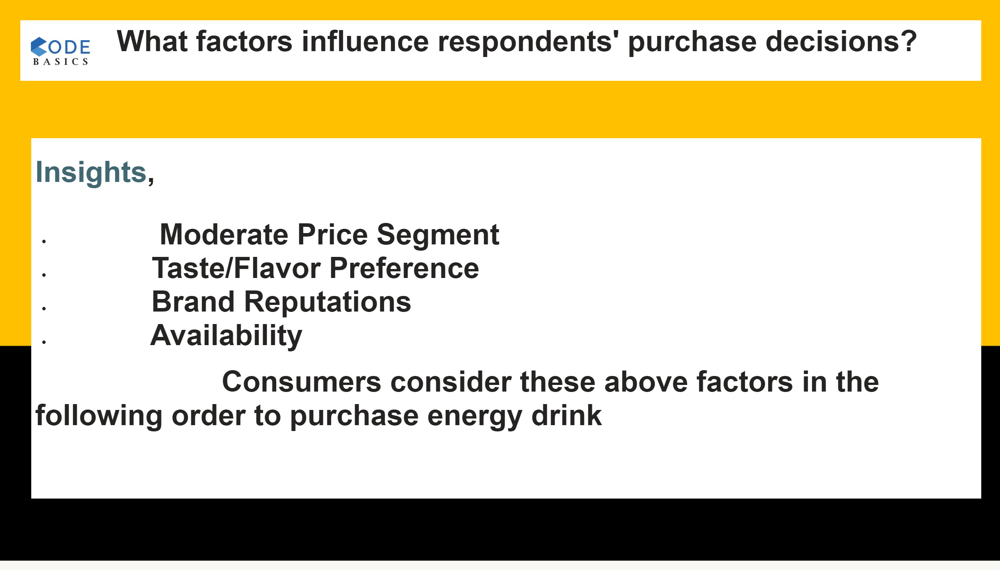 CODE
BASICS
What factors influence respondents' purchase decisions?
Insights,
• Moderate Price Segment
• Taste/Flavor Preference
• Brand Reputations
• Availability
Consumers consider these above factors in the
following order to purchase energy drink